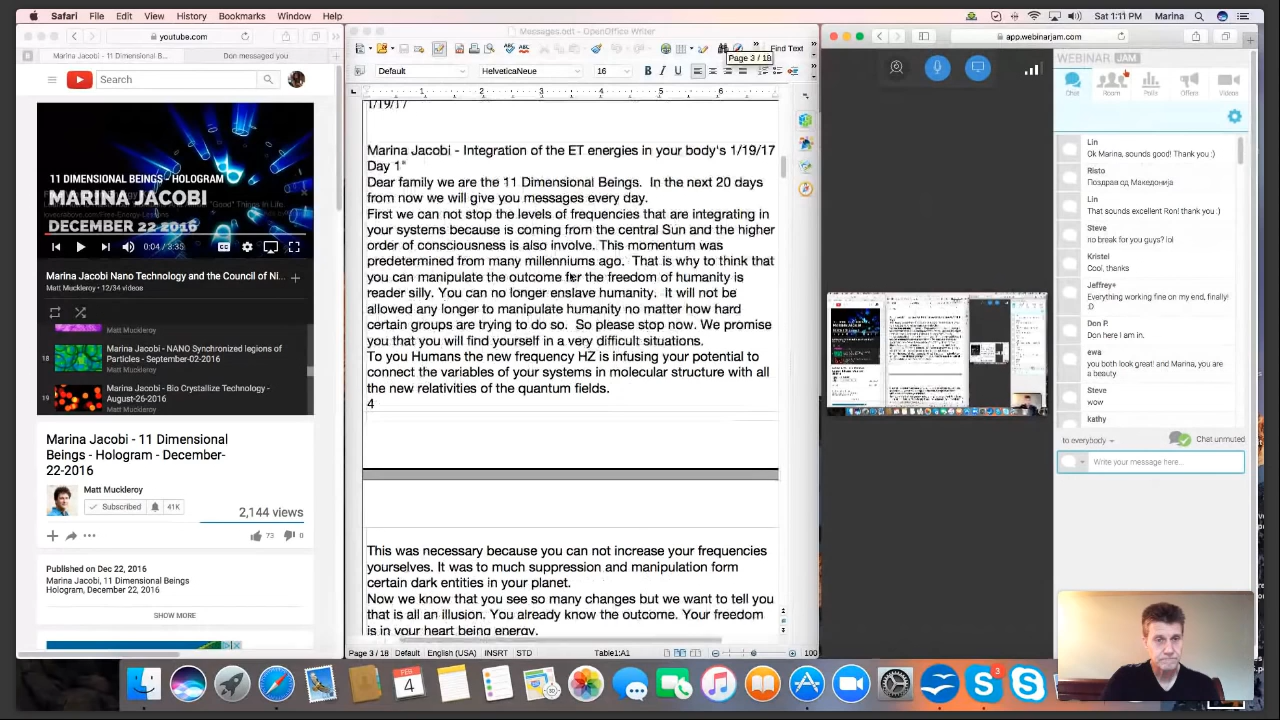 Safari File Edit View History Bookmarks Window Help
Sat 1:11 PM Marina
youtube.com
Marina Jacobi - 11 Dimensional B...
Don messaged you
Search
11 DIMENSIONAL BEINGS - HOLOGRAM
MARINA JACOBI
DECEMBER 22 2016
0:04 / 3:35
Marina Jacobi Nano Technology and the Council of Ni...
Matt Muckleroy • 12/34 videos
Matt Muckleroy
18
Marina Jacobi - NANO Synchronized regions of
Particles - September-02-2016
Matt Muckleroy
19
Marina Jacobi - Bio Crystallize Technology -
August-26-2016
Matt Muckleroy
Marina Jacobi - 11 Dimensional
Beings - Hologram - December-
22-2016
Matt Muckleroy
Subscribed 41K
2,144 views
73 0
Published on Dec 22, 2016
Marina Jacobi, 11 Dimensional Beings
Hologram, December 22, 2016
SHOW MORE
Messages.odt - OpenOffice Writer
Find Text
Page 3 / 18
Default HelveticaNeue 16 B I U
1 2 3 4 5 6
1/19/17
Marina Jacobi - Integration of the ET energies in your body's 1/19/17
Day 1"
Dear family we are the 11 Dimensional Beings. In the next 20 days
from now we will give you messages every day.
First we can not stop the levels of frequencies that are integrating in
your systems because is coming from the central Sun and the higher
order of consciousness is also involve. This momentum was
predetermined from many millenniums ago. That is why to think that
you can manipulate the outcome fer the freedom of humanity is
reader silly. You can no longer enslave humanity. It will not be
allowed any longer to manipulate humanity no matter how hard
certain groups are trying to do so. So please stop now. We promise
you that you will find yourself in a very difficult situations.
To you Humans the new frequency HZ is infusing your potential to
connect the variables of your systems in molecular structure with all
the new relativities of the quantum fields.
4
This was necessary because you can not increase your frequencies
yourselves. It was to much suppression and manipulation form
certain dark entities in your planet.
Now we know that you see so many changes but we want to tell you
that is all an illusion. You already know the outcome. Your freedom
is in your heart being energy.
Page 3 / 18 Default English (USA) INSRT STD Table1:A1 100
app.webinarjam.com
WEBINAR JAM
Chat Room Polls Offers Videos
Lin
Ok Marina, sounds good! Thank you :)
Risto
Поздрав од Македонија
Lin
That sounds excellent Ron! thank you :)
Steve
no break for you guys? lol
Kristel
Cool, thanks
Jeffrey+
Everything working fine on my end, finally!
:D
Don P.
Don here I am in.
ewa
you both look great! and Marina, you are
a beauty
Steve
wow
kathy
to everybody Chat unmuted
Write your message here...
FEB
4
3